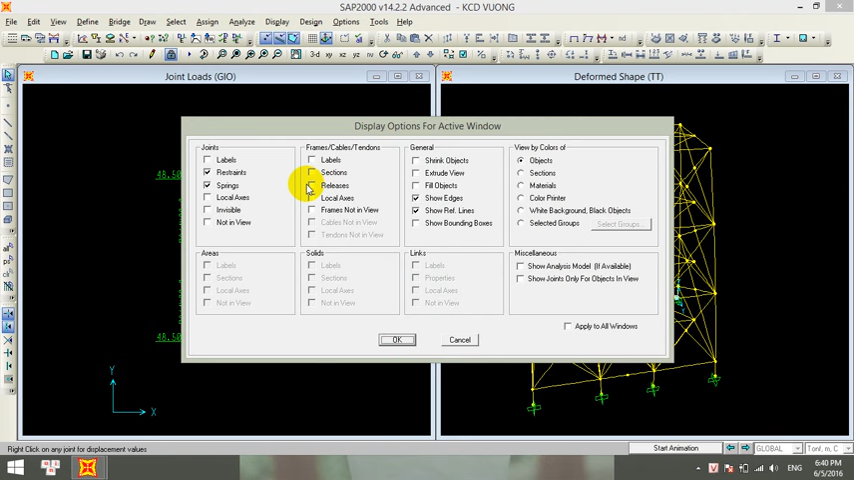 SAP2000 v14.2.2 Advanced - KCD VUONG
File Edit View Define Bridge Draw Select Assign Analyze Display Design Options Tools Help
3-d xy xz yz nv
nd
Joint Loads (GIO)
Deformed Shape (TT)
Display Options For Active Window
Joints
Labels
Restraints
Springs
Local Axes
Invisible
Not in View
Frames/Cables/Tendons
Labels
Sections
Releases
Local Axes
Frames Not in View
Cables Not in View
Tendons Not in View
General
Shrink Objects
Extrude View
Fill Objects
Show Edges
Show Ref. Lines
Show Bounding Boxes
View by Colors of
Objects
Sections
Materials
Color Printer
White Background, Black Objects
Selected Groups
Select Groups...
Areas
Labels
Sections
Local Axes
Not in View
Solids
Labels
Sections
Local Axes
Not in View
Links
Labels
Properties
Local Axes
Not in View
Miscellaneous
Show Analysis Model (If Available)
Show Joints Only For Objects In View
Apply to All Windows
OK
Cancel
48.50
48.50
Y
X
all
Right Click on any joint for displacement values
Start Animation
GLOBAL
Tonf, m, C
ENG
6:40 PM
6/5/2016